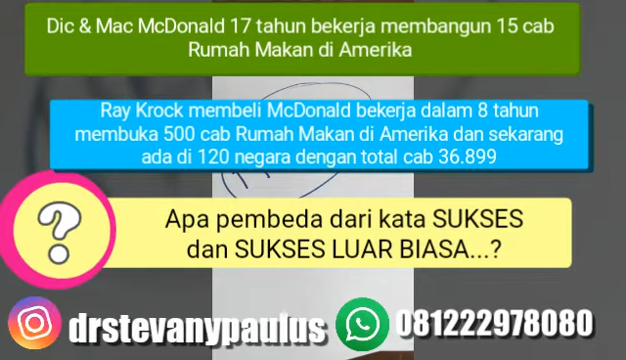 Dic & Mac McDonald 17 tahun bekerja membangun 15 cab
Rumah Makan di Amerika
Ray Krock membeli McDonald bekerja dalam 8 tahun
membuka 500 cab Rumah Makan di Amerika dan sekarang
ada di 120 negara dengan total cab 36.899
?
Apa pembeda dari kata SUKSES
dan SUKSES LUAR BIASA...?
drstevanypaulus 081222978080